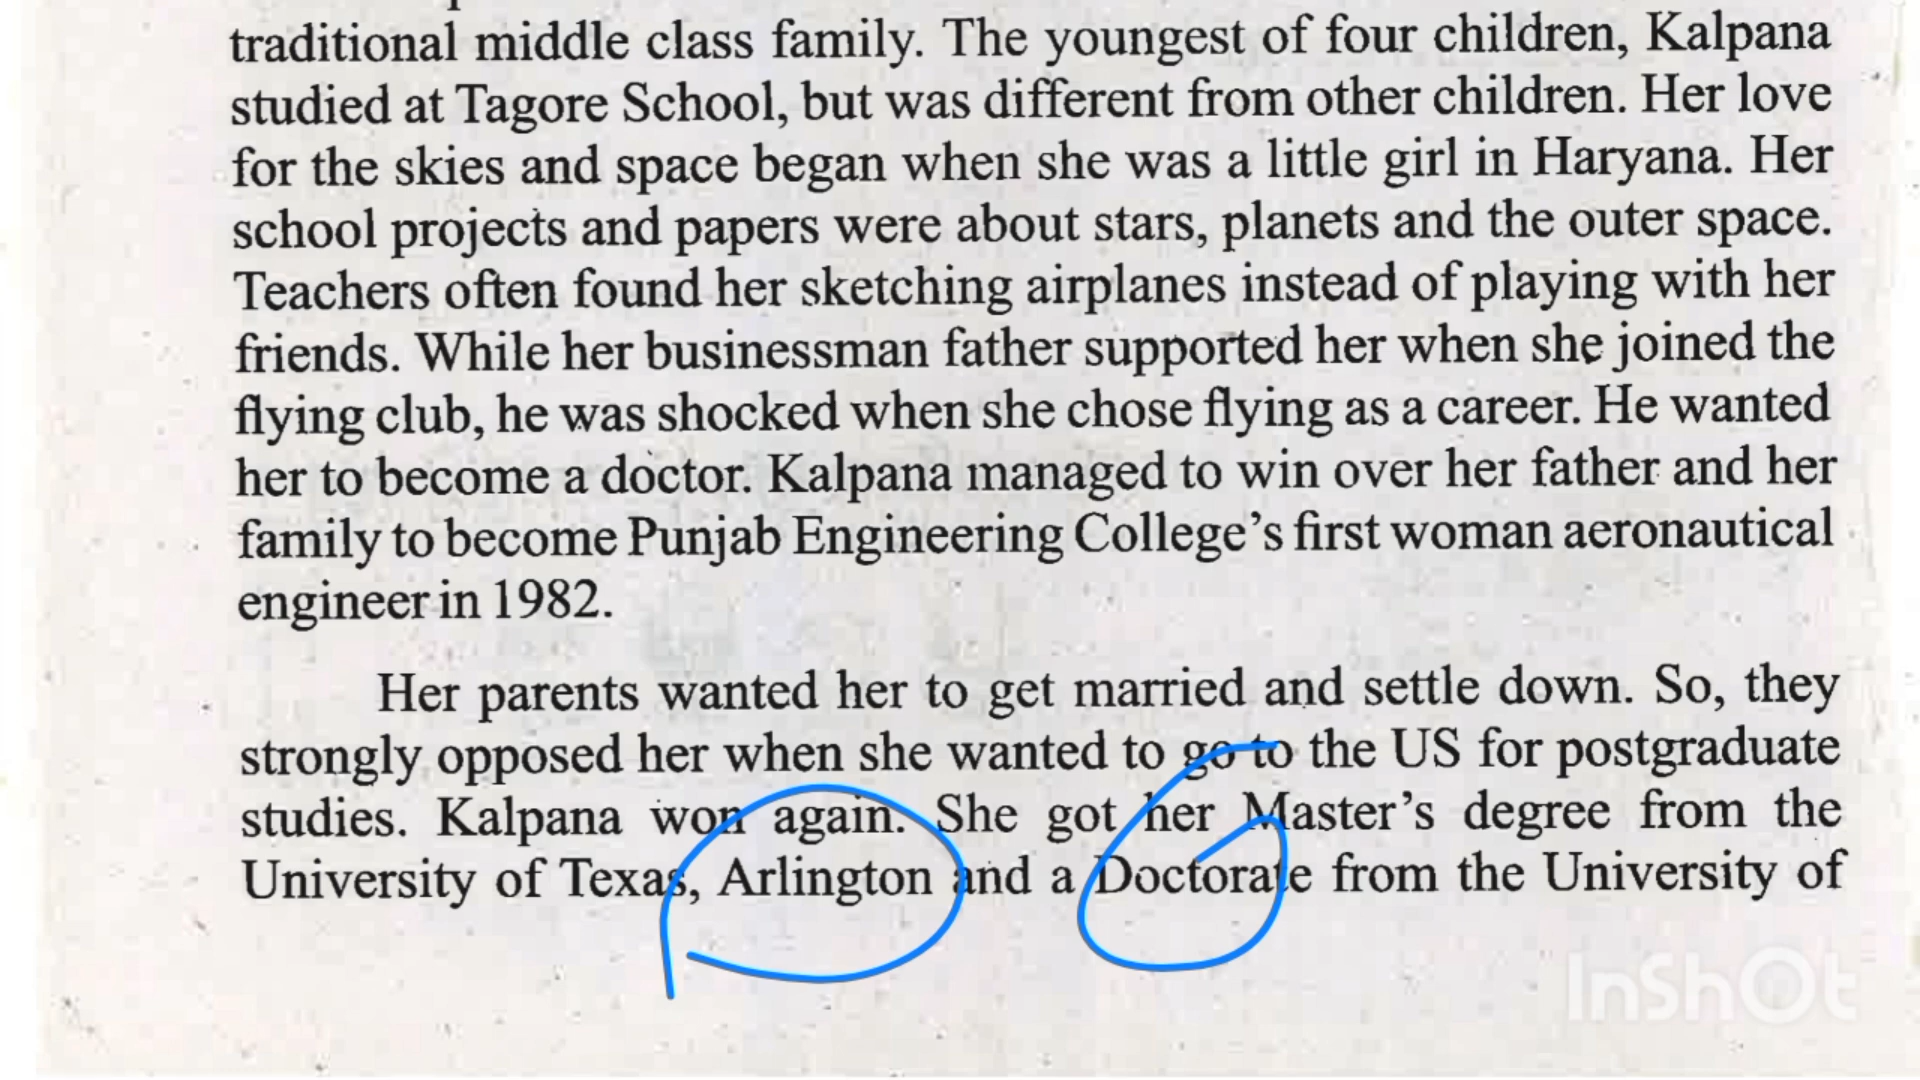 traditional middle class family. The youngest of four children, Kalpana
studied at Tagore School, but was different from other children. Her love
for the skies and space began when she was a little girl in Haryana. Her
school projects and papers were about stars, planets and the outer space.
Teachers often found her sketching airplanes instead of playing with her
friends. While her businessman father supported her when she joined the
flying club, he was shocked when she chose flying as a career. He wanted
her to become a doctor. Kalpana managed to win over her father and her
family to become Punjab Engineering College’s first woman aeronautical
engineer in 1982.
Her parents wanted her to get married and settle down. So, they
strongly opposed her when she wanted to go to the US for postgraduate
studies. Kalpana won again. She got her Master’s degree from the
University of Texas, Arlington and a Doctorate from the University of
InShOt